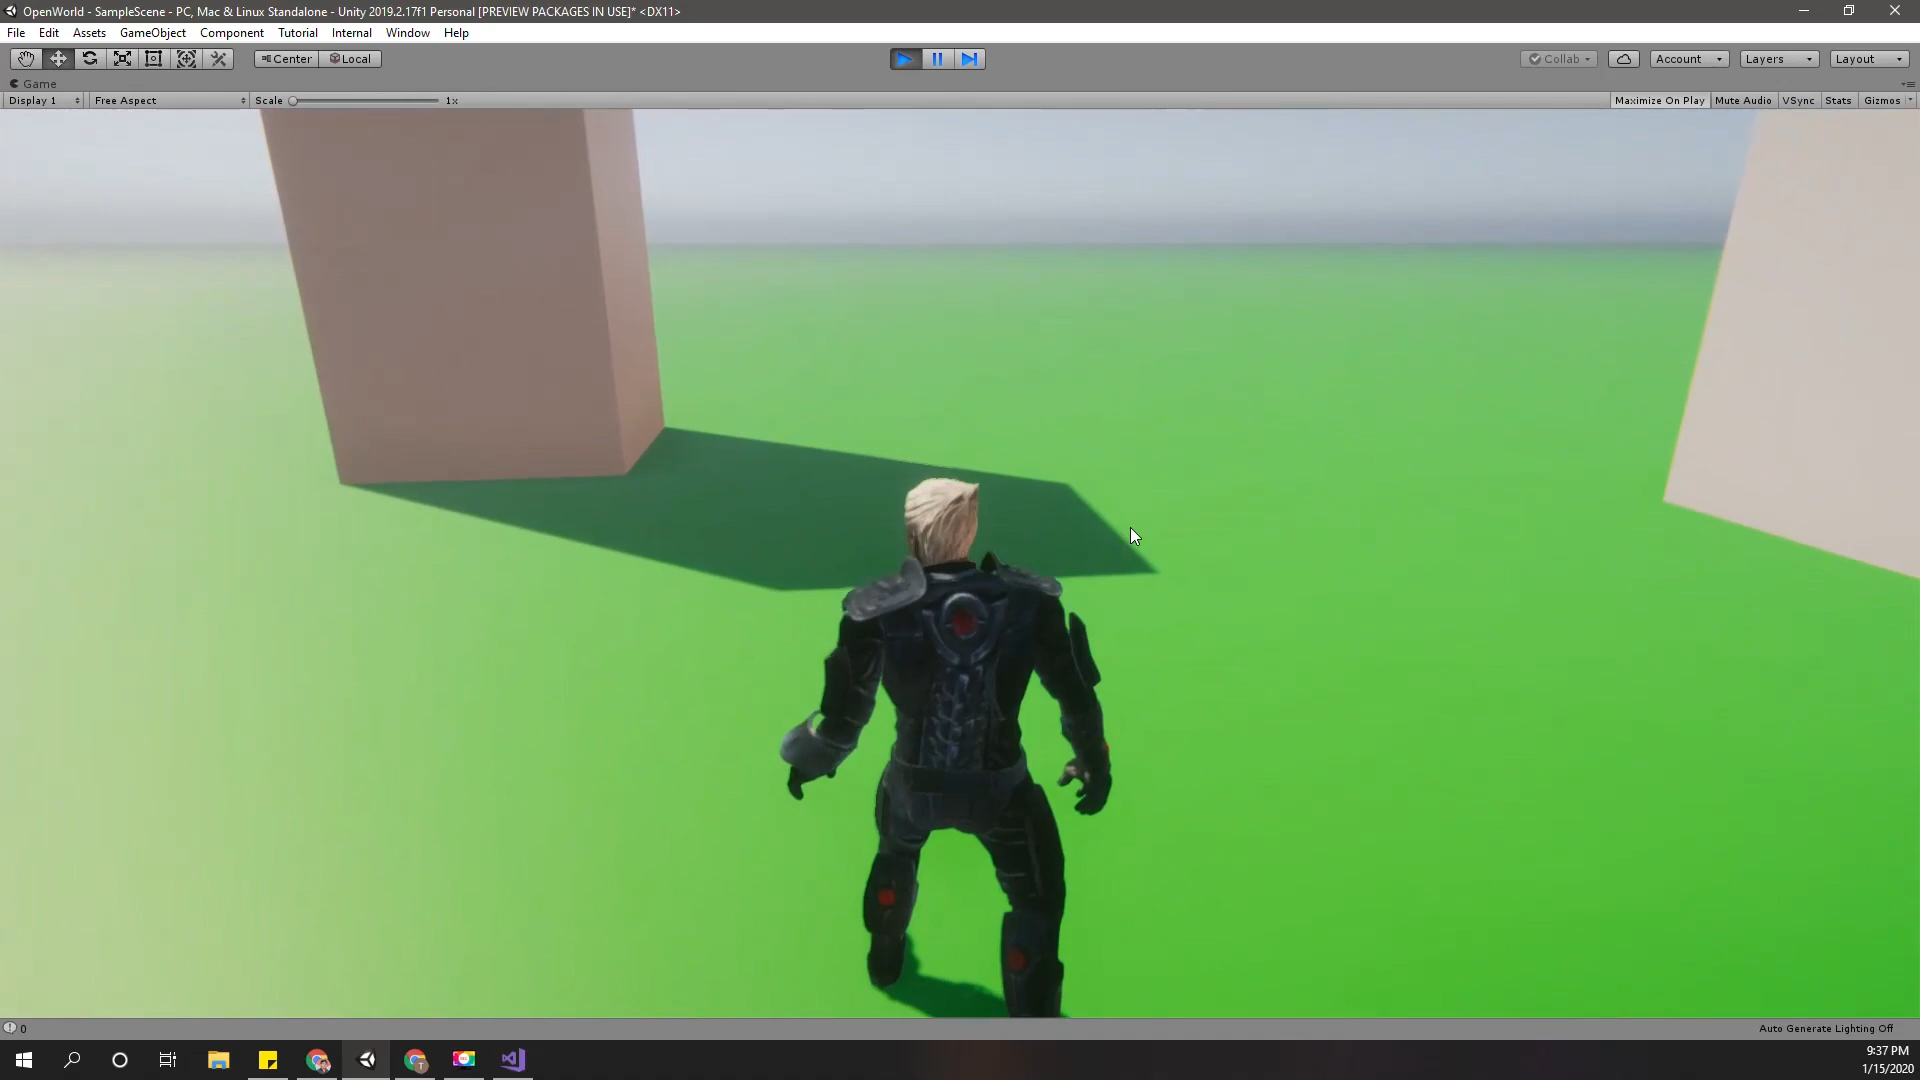 OpenWorld - SampleScene - PC, Mac & Linux Standalone - Unity 2019.2.17f1 Personal [PREVIEW PACKAGES IN USE]* <DX11>
File Edit Assets GameObject Component Tutorial Internal Window Help
Center Local Collab Account Layers Layout
Game
Display 1 Free Aspect Scale 1x Maximize On Play Mute Audio VSync Stats Gizmos
0 Auto Generate Lighting Off
9:37 PM
1/15/2020